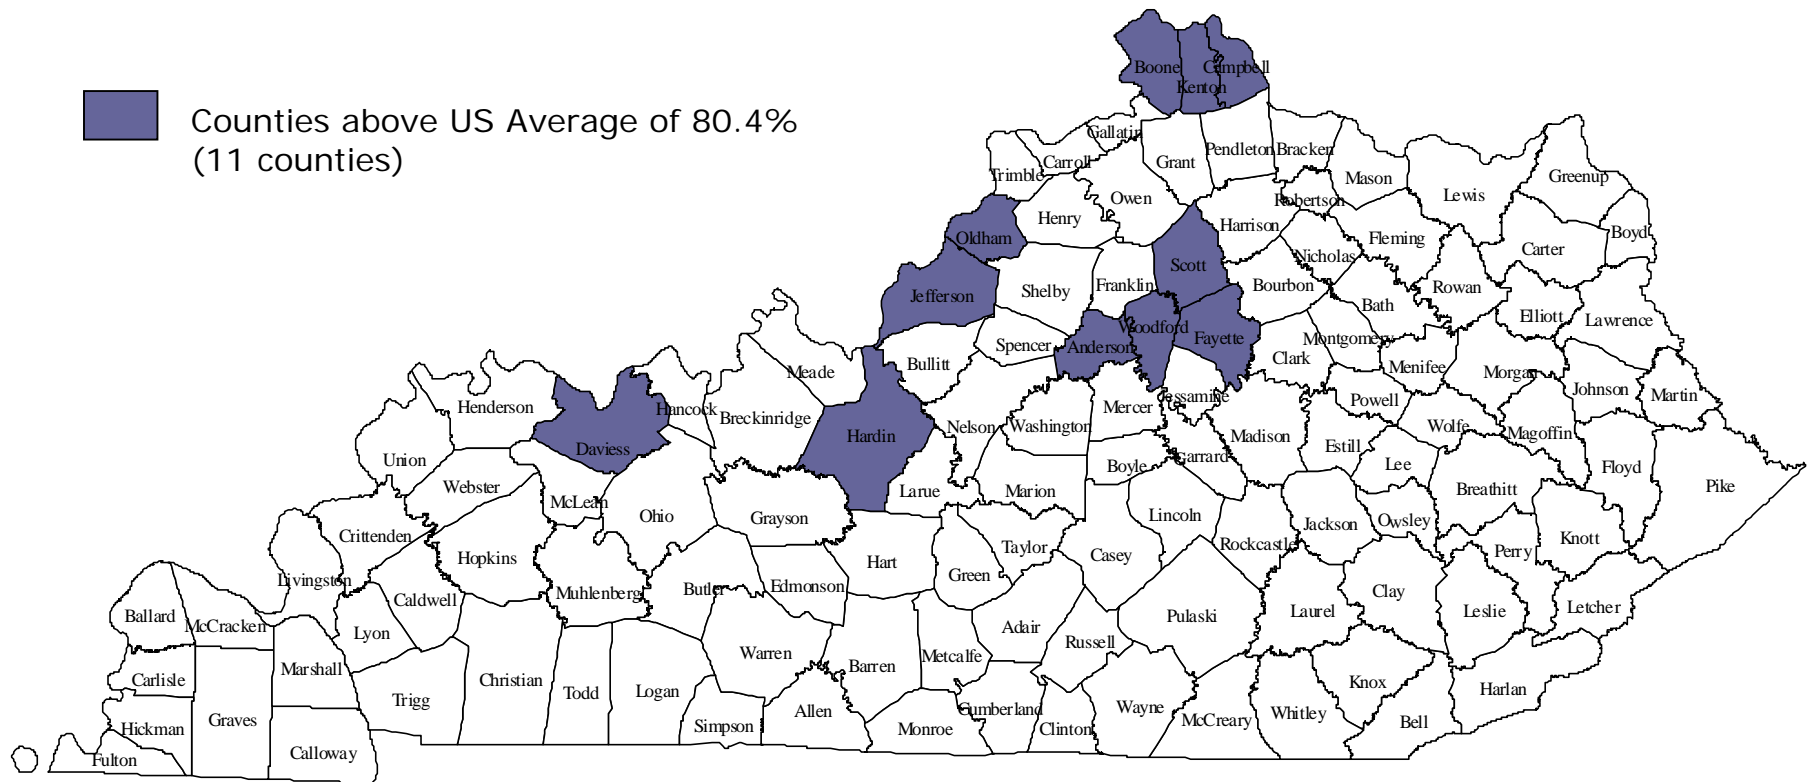 Counties above US Average of 80.4%
(11 counties)
Boone
Campbell
Kenton
Gallatin
Carroll
Trimble
Grant
Pendleton
Bracken
Mason
Lewis
Greenup
Robertson
Owen
Henry
Oldham
Harrison
Fleming
Boyd
Carter
Nicholas
Scott
Franklin
Bourbon
Shelby
Jefferson
Rowan
Bath
Elliott
Lawrence
Woodford
Fayette
Anderson
Spencer
Montgomery
Clark
Menifee
Morgan
Johnson
Martin
Bullitt
Meade
Hancock
Henderson
Breckinridge
Jessamine
Mercer
Powell
Wolfe
Magoffin
Nelson
Washington
Madison
Estill
Hardin
Daviess
Union
Webster
McLean
Ohio
Grayson
Larue
Marion
Boyle
Garrard
Lee
Floyd
Breathitt
Pike
Lincoln
Jackson
Owsley
Crittenden
Hopkins
Taylor
Casey
Rockcastle
Perry
Knott
Hart
Green
Livingston
Caldwell
Muhlenberg
Butler
Edmonson
Clay
Laurel
Leslie
Letcher
Ballard
McCracken
Lyon
Adair
Pulaski
Russell
Warren
Barren
Metcalfe
Marshall
Carlisle
Christian
Todd
Logan
Trigg
Knox
Harlan
Graves
Hickman
Simpson
Allen
Monroe
Cumberland
Clinton
Wayne
McCreary
Whitley
Bell
Calloway
Fulton